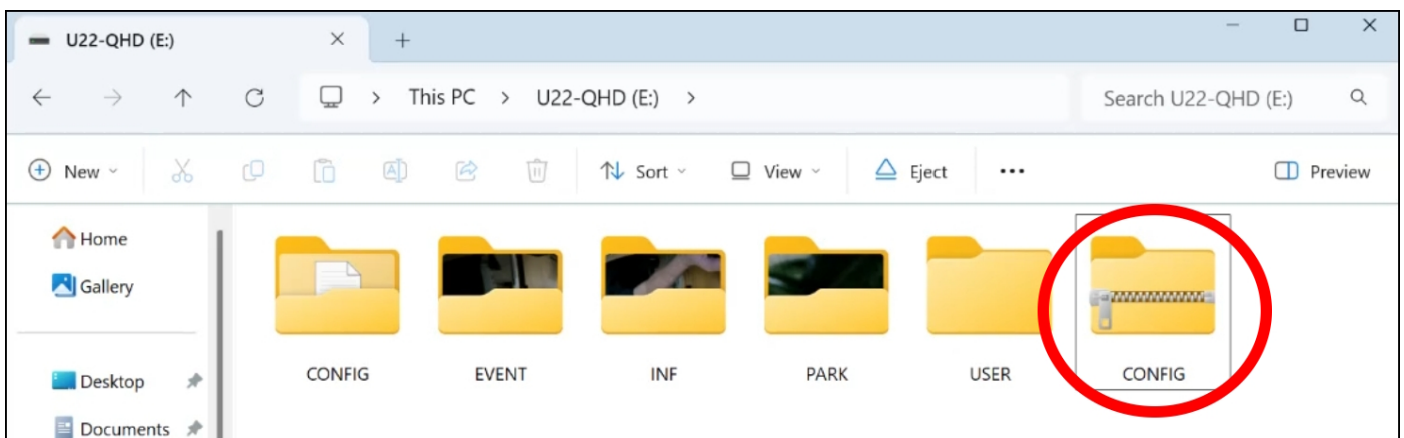 U22-QHD (E:)
This PC > U22-QHD (E:) >
Search U22-QHD (E:)
New
Sort
View
Eject
Preview
Home
Gallery
Desktop
Documents
CONFIG
EVENT
INF
PARK
USER
CONFIG